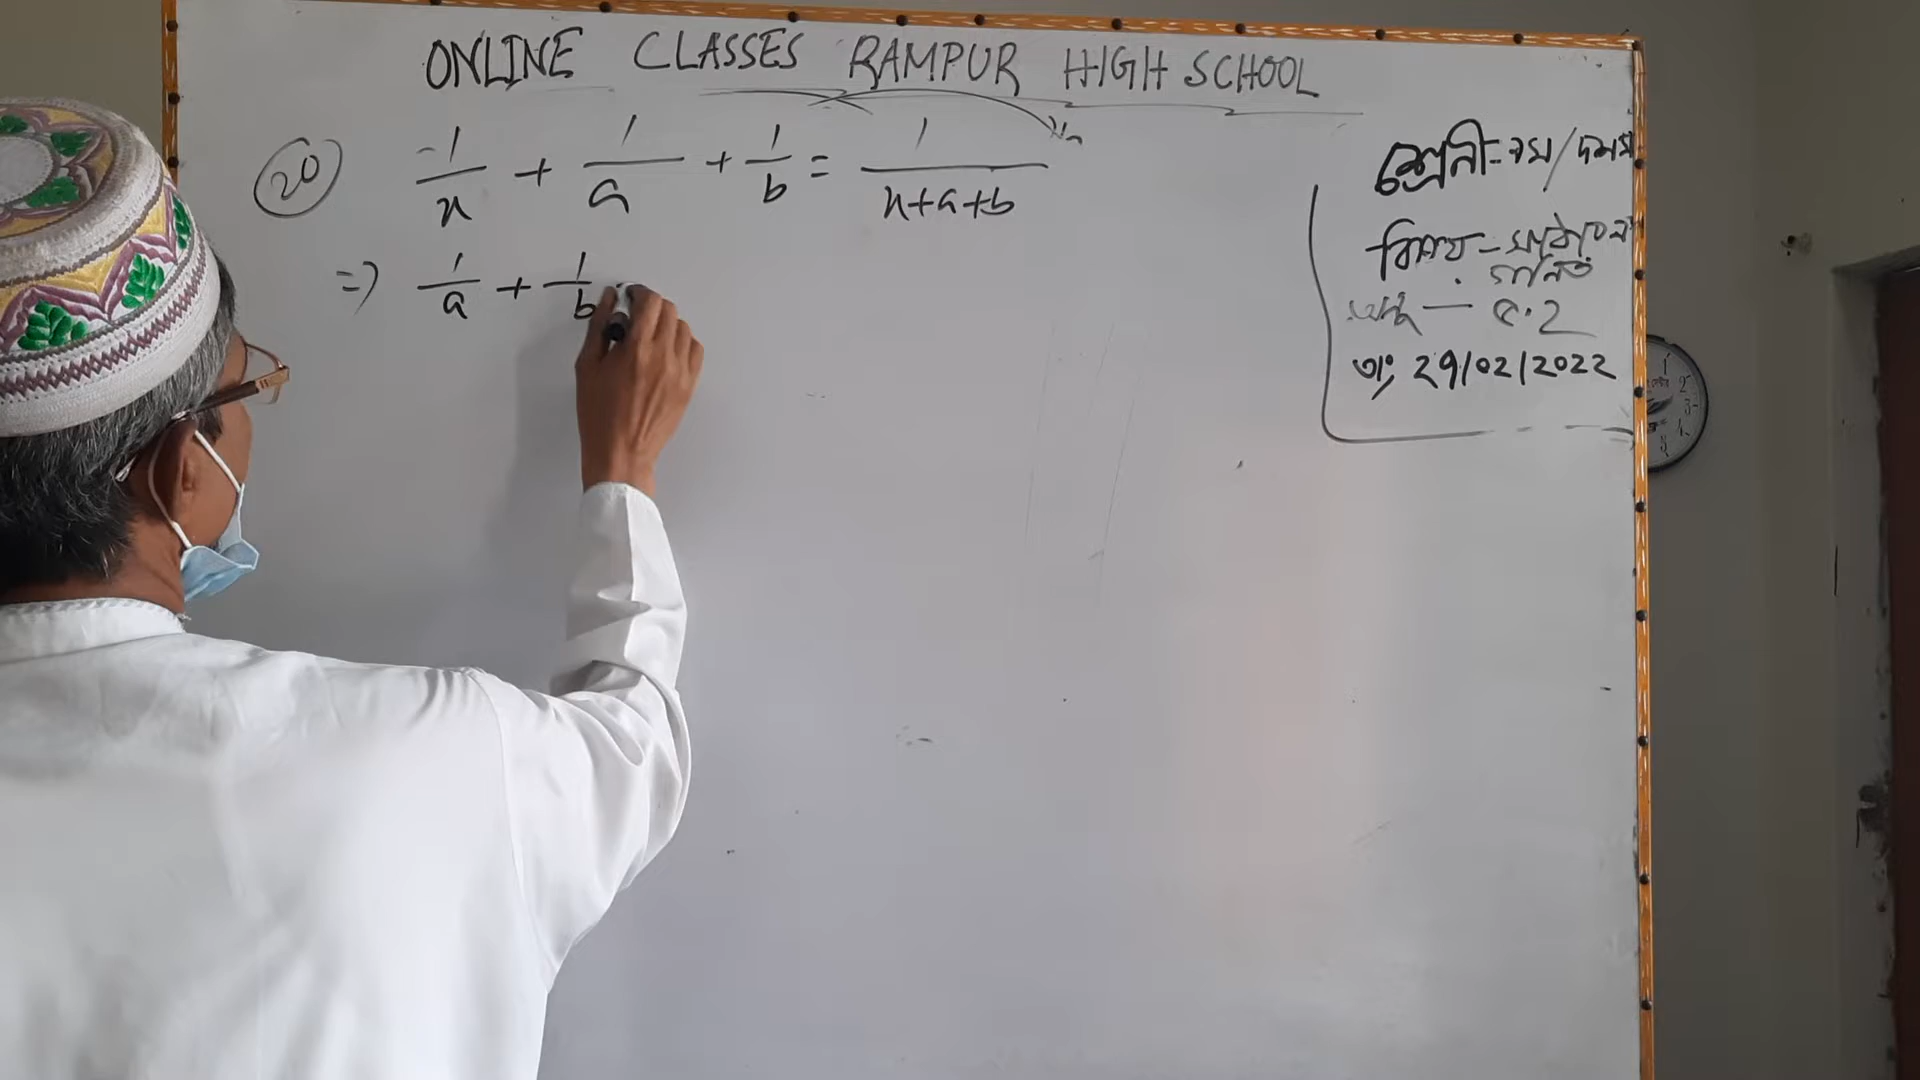 ONLINE CLASSES RAMPUR HIGH SCHOOL
20 1/x + 1/a + 1/b = 1/(x+a+b)
=> 1/a + 1/b
শ্রেনী-৯ম/দশম
বিষয়-
গনিত
৫.2
তাং 29/02/2022